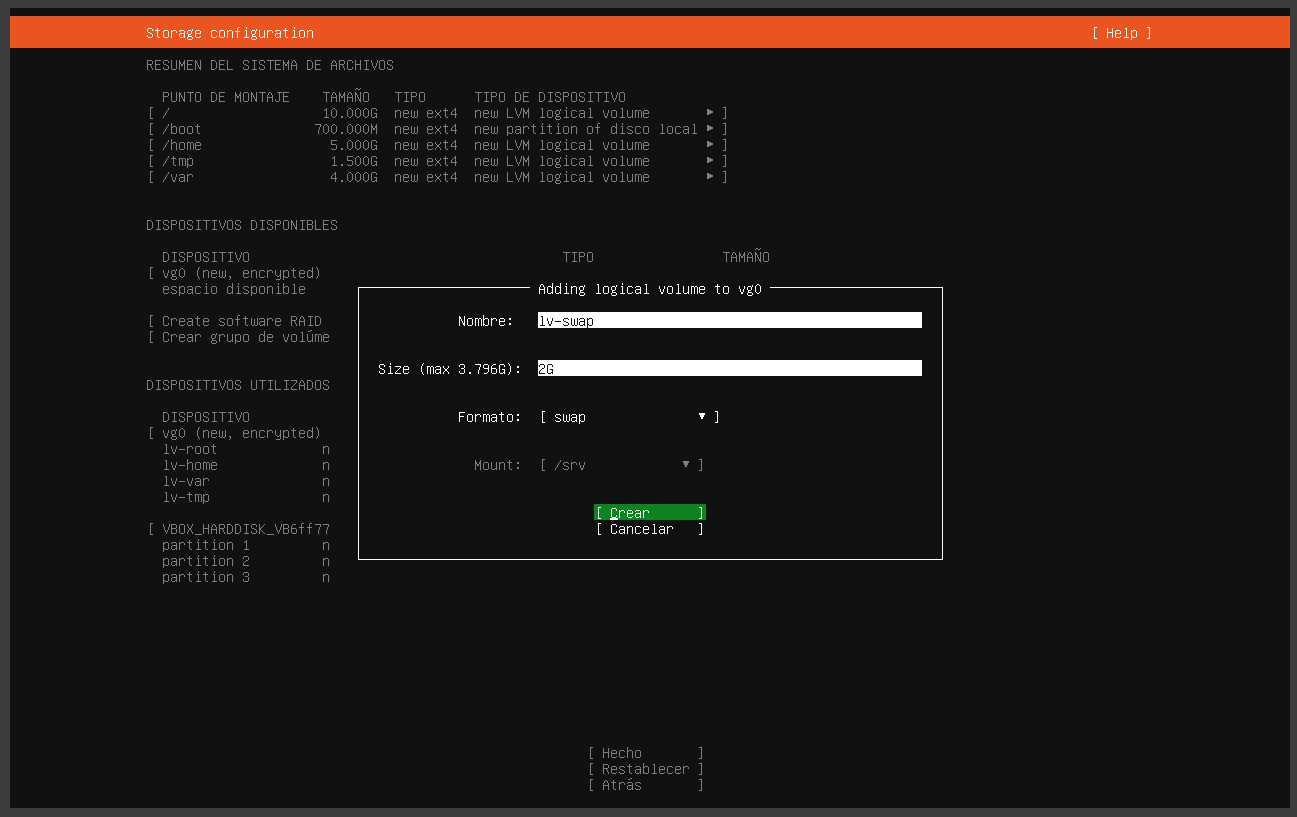 Storage configuration [ Help ]
RESUMEN DEL SISTEMA DE ARCHIVOS
PUNTO DE MONTAJE TAMAÑO TIPO TIPO DE DISPOSITIVO
[ / 10.000G new ext4 new LVM logical volume ▸ ]
[ /boot 700.000M new ext4 new partition of disco local ▸ ]
[ /home 5.000G new ext4 new LVM logical volume ▸ ]
[ /tmp 1.500G new ext4 new LVM logical volume ▸ ]
[ /var 4.000G new ext4 new LVM logical volume ▸ ]
DISPOSITIVOS DISPONIBLES
DISPOSITIVO TIPO TAMAÑO
[ vg0 (new, encrypted)
espacio disponible
[ Create software RAID
[ Crear grupo de volúme
DISPOSITIVOS UTILIZADOS
DISPOSITIVO
[ vg0 (new, encrypted)
lv-root n
lv-home n
lv-var n
lv-tmp n
[ VBOX_HARDDISK_VB6ff77
partition 1 n
partition 2 n
partition 3 n
Adding logical volume to vg0
Nombre: lv-swap
Size (max 3.796G): 2G
Formato: [ swap ▾ ]
Mount: [ /srv ▾ ]
[ Crear ]
[ Cancelar ]
[ Hecho ]
[ Restablecer ]
[ Atrás ]